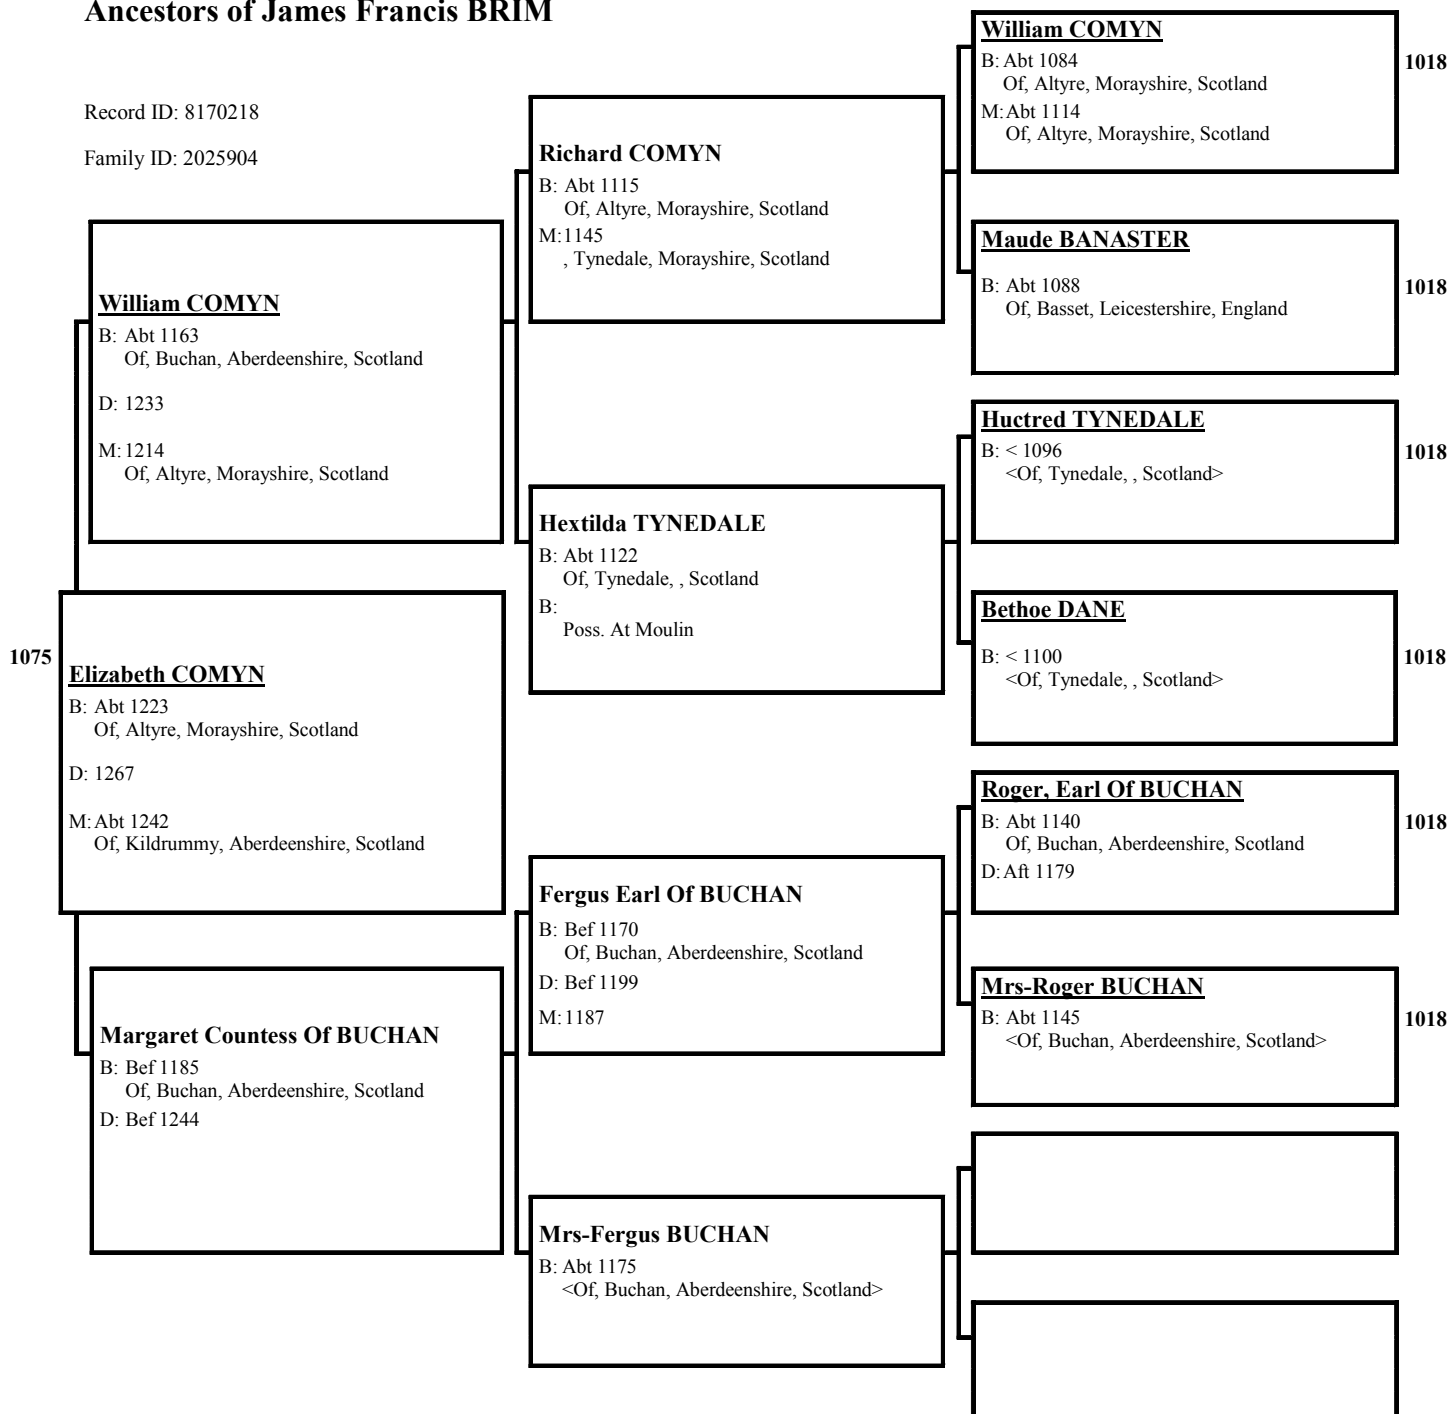 Ancestors of James Francis BRIM
Record ID: 8170218
Family ID: 2025904
1075
Elizabeth COMYN
B: Abt 1223
Of, Altyre, Morayshire, Scotland
D: 1267
M: Abt 1242
Of, Kildrummy, Aberdeenshire, Scotland
William COMYN
B: Abt 1163
Of, Buchan, Aberdeenshire, Scotland
D: 1233
M: 1214
Of, Altyre, Morayshire, Scotland
Margaret Countess Of BUCHAN
B: Bef 1185
Of, Buchan, Aberdeenshire, Scotland
D: Bef 1244
Richard COMYN
B: Abt 1115
Of, Altyre, Morayshire, Scotland
M:1145
, Tynedale, Morayshire, Scotland
Hextilda TYNEDALE
B: Abt 1122
Of, Tynedale, , Scotland
B:
Poss. At Moulin
Fergus Earl Of BUCHAN
B: Bef 1170
Of, Buchan, Aberdeenshire, Scotland
D: Bef 1199
M: 1187
Mrs-Fergus BUCHAN
B: Abt 1175
<Of, Buchan, Aberdeenshire, Scotland>
William COMYN
B: Abt 1084
Of, Altyre, Morayshire, Scotland
M: Abt 1114
Of, Altyre, Morayshire, Scotland
1018
Maude BANASTER
B: Abt 1088
Of, Basset, Leicestershire, England
1018
Huctred TYNEDALE
B: < 1096
<Of, Tynedale, , Scotland>
1018
Bethoe DANE
B: < 1100
<Of, Tynedale, , Scotland>
1018
Roger, Earl Of BUCHAN
B: Abt 1140
Of, Buchan, Aberdeenshire, Scotland
D: Aft 1179
1018
Mrs-Roger BUCHAN
B: Abt 1145
<Of, Buchan, Aberdeenshire, Scotland>
1018